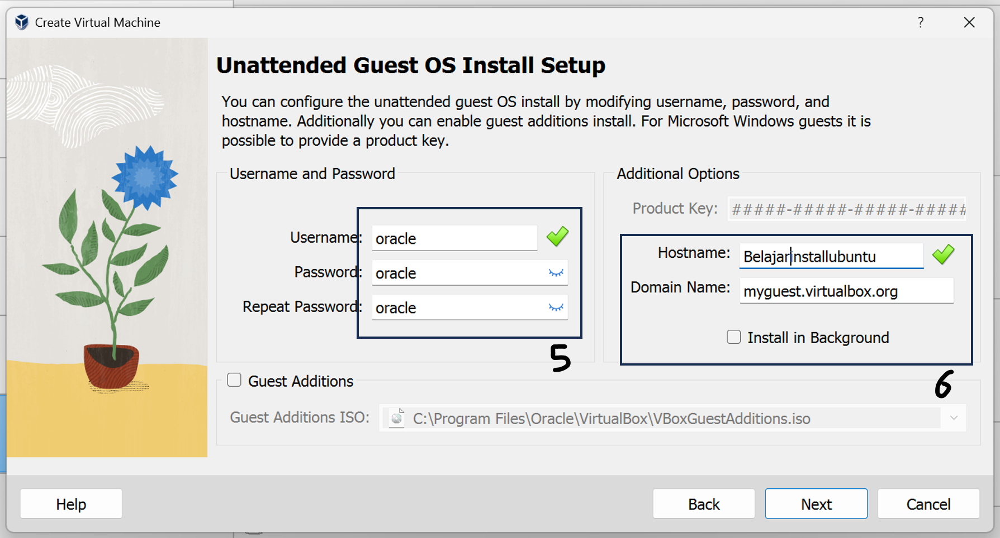 Create Virtual Machine
?
Unattended Guest OS Install Setup
You can configure the unattended guest OS install by modifying username, password, and
hostname. Additionally you can enable guest additions install. For Microsoft Windows guests it is
possible to provide a product key.
Username and Password
Username: oracle
Password: oracle
Repeat Password: oracle
5
Additional Options
Product Key: #####-#####-#####-#####
Hostname: Belajarinstallubuntu
Domain Name: myguest.virtualbox.org
Install in Background
6
Guest Additions
Guest Additions ISO: C:\Program Files\Oracle\VirtualBox\VBoxGuestAdditions.iso
Help
Back
Next
Cancel